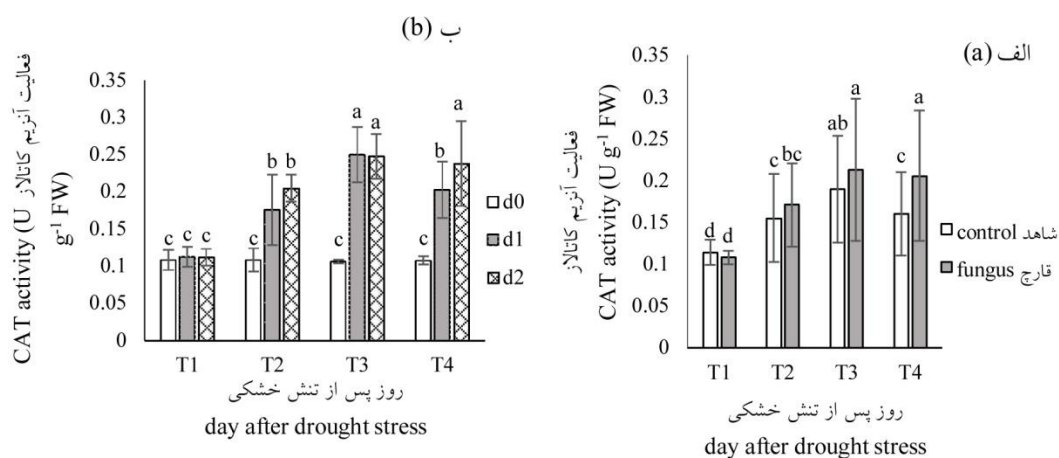 ب (b)
فعالیت آنزیم کاتالاز
CAT activity (U g-1 FW)
0.35
0.3
0.25
0.2
0.15
0.1
0.05
0
c c c
c b b
c a a
c b a
d0
d1
d2
T1 T2 T3 T4
روز پس از تنش خشکی
day after drought stress
الف (a)
فعالیت آنزیم کاتالاز
CAT activity (U g-1 FW)
0.35
0.3
0.25
0.2
0.15
0.1
0.05
0
d d
c bc
ab a
c a
control شاهد
fungus قارچ
T1 T2 T3 T4
روز پس از تنش خشکی
day after drought stress